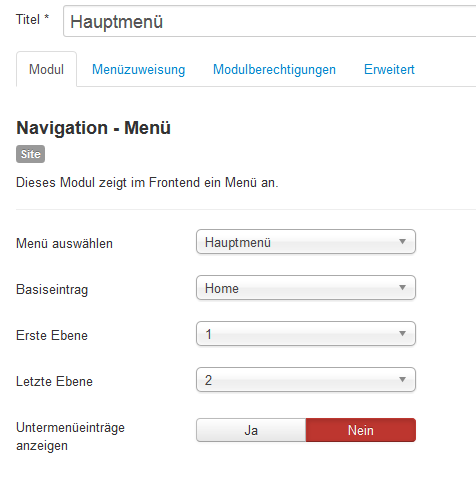 Titel * Hauptmenü
Modul Menüzuweisung Modulberechtigungen Erweitert
Navigation - Menü
Site
Dieses Modul zeigt im Frontend ein Menü an.
Menü auswählen Hauptmenü
Basiseintrag Home
Erste Ebene 1
Letzte Ebene 2
Untermenüeinträge Ja Nein
anzeigen